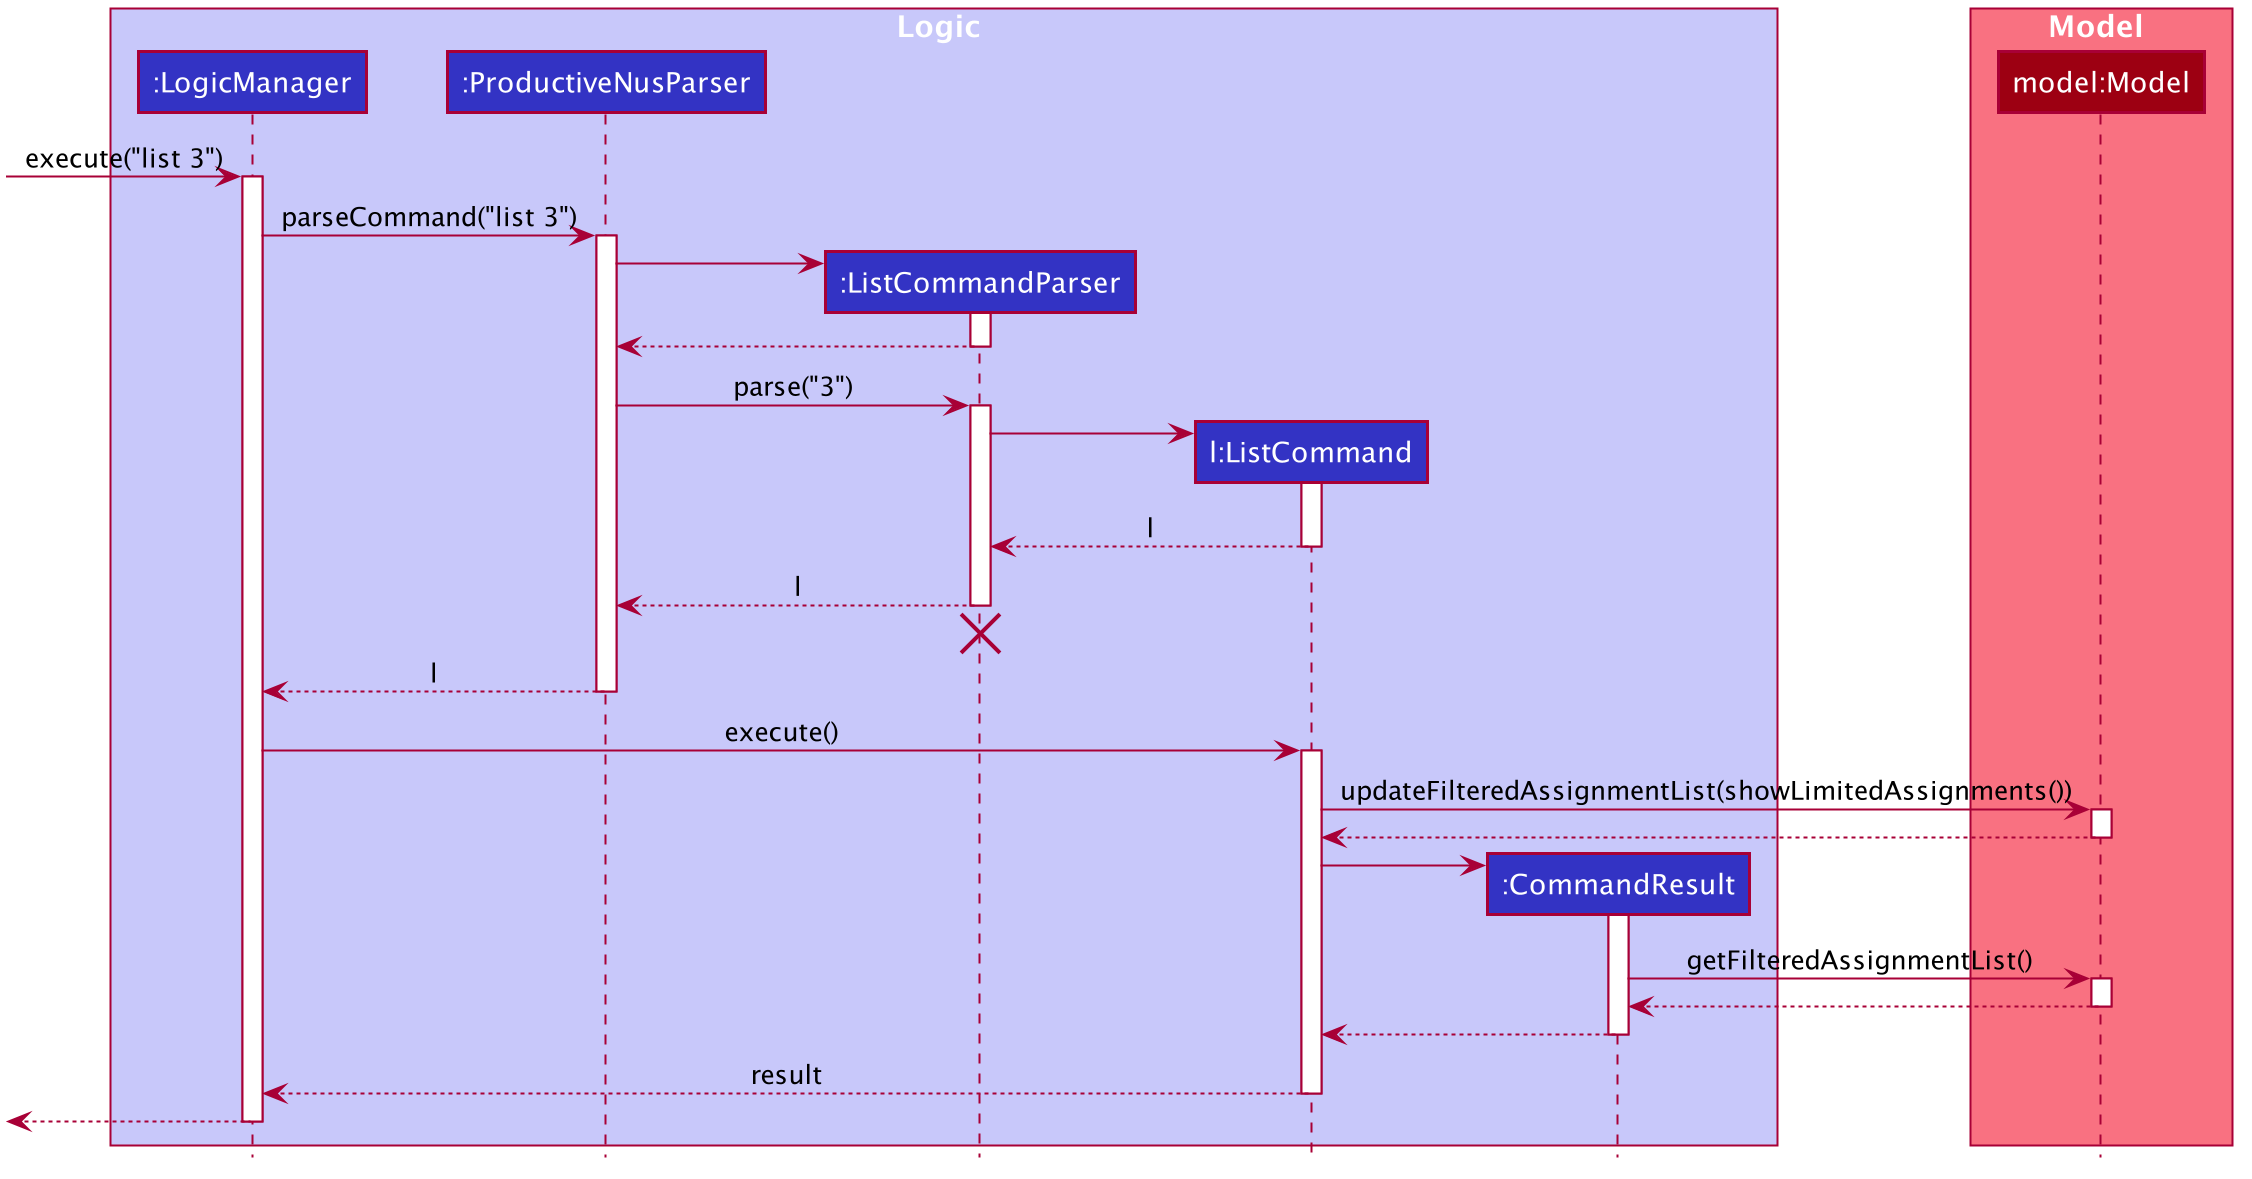 Logic
Model
:LogicManager
:ProductiveNusParser
model:Model
execute("list 3")
parseCommand("list 3")
:ListCommandParser
parse("3")
l:ListCommand
l
l
l
execute()
updateFilteredAssignmentList(showLimitedAssignments())
:CommandResult
getFilteredAssignmentList()
result